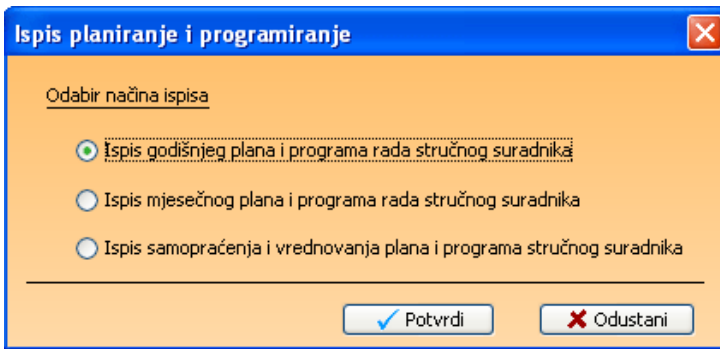 Ispis planiranje i programiranje
Odabir načina ispisa
Ispis godišnjeg plana i programa rada stručnog suradnika
Ispis mjesečnog plana i programa rada stručnog suradnika
Ispis samopraćenja i vrednovanja plana i programa stručnog suradnika
Potvrdi Odustani